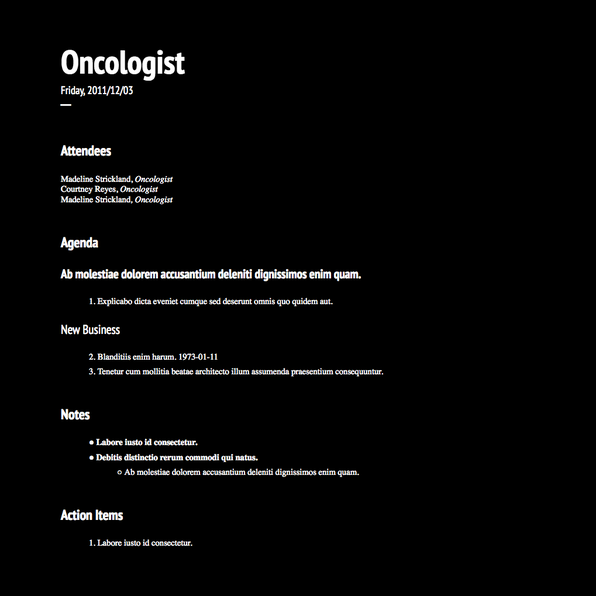 Oncologist
Friday, 2011/12/03
Attendees
Madeline Strickland, Oncologist
Courtney Reyes, Oncologist
Madeline Strickland, Oncologist
Agenda
Ab molestiae dolorem accusantium deleniti dignissimos enim quam.
1. Explicabo dicta eveniet cumque sed deserunt omnis quo quidem aut.
New Business
2. Blanditiis enim harum. 1973-01-11
3. Tenetur cum mollitia beatae architecto illum assumenda praesentium consequuntur.
Notes
● Labore iusto id consectetur.
● Debitis distinctio rerum commodi qui natus.
○ Ab molestiae dolorem accusantium deleniti dignissimos enim quam.
Action Items
1. Labore iusto id consectetur.